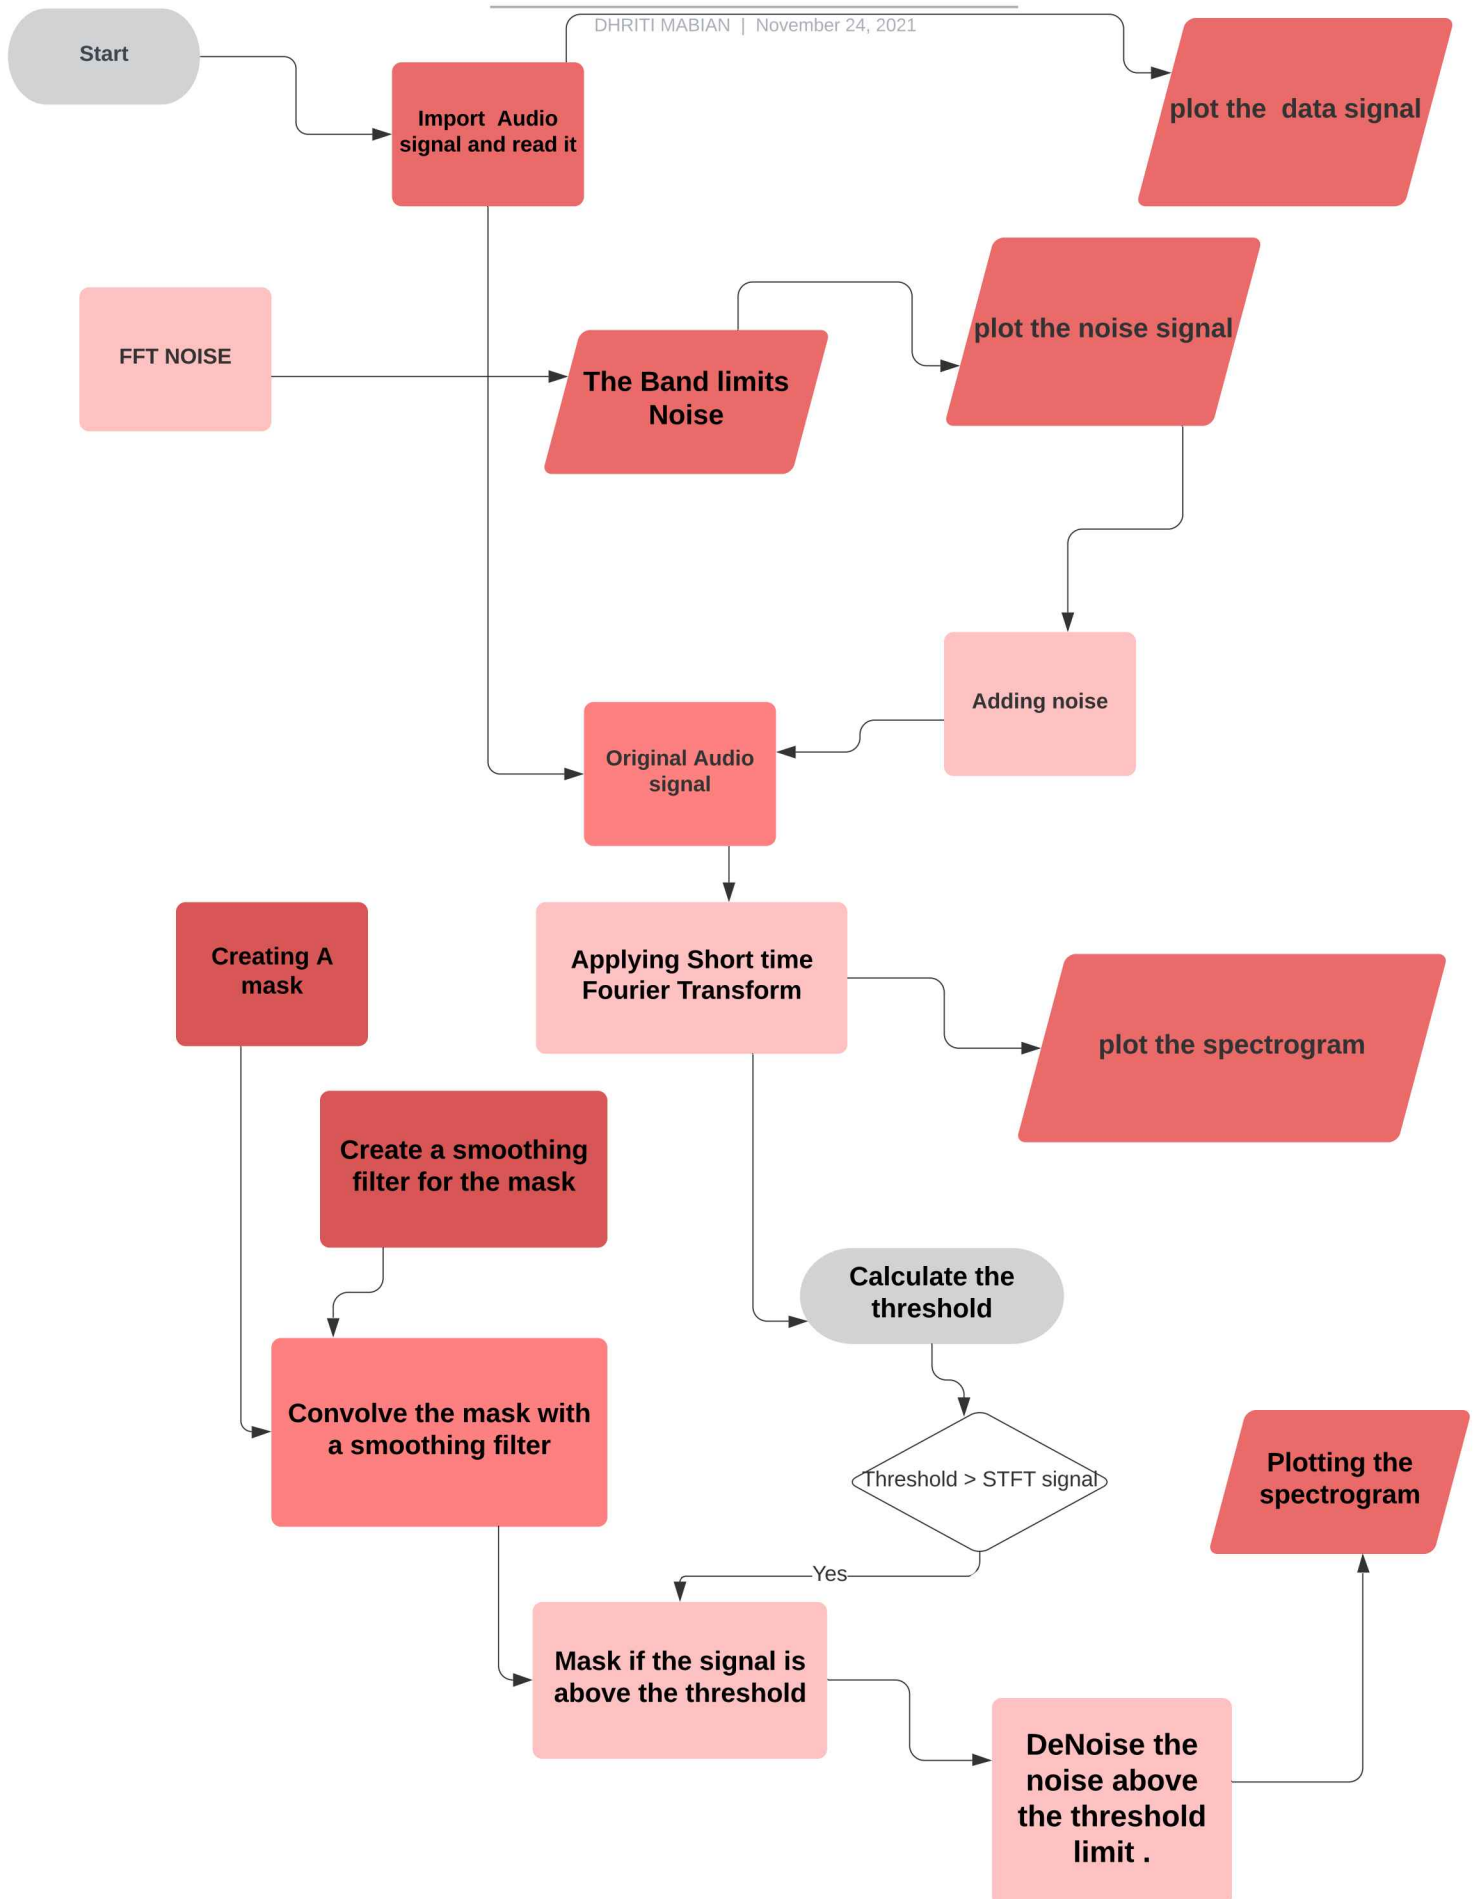 DHRITI MABIAN | November 24, 2021
Start
Import  Audio
signal and read it
plot the  data signal
FFT NOISE
The Band limits
Noise
plot the noise signal
Adding noise
Original Audio
signal
Creating A
mask
Applying Short time
Fourier Transform
plot the spectrogram
Create a smoothing
filter for the mask
Calculate the
threshold
Convolve the mask with
a smoothing filter
Threshold > STFT signal
Plotting the
spectrogram
Yes
Mask if the signal is
above the threshold
DeNoise the
noise above
the threshold
limit .